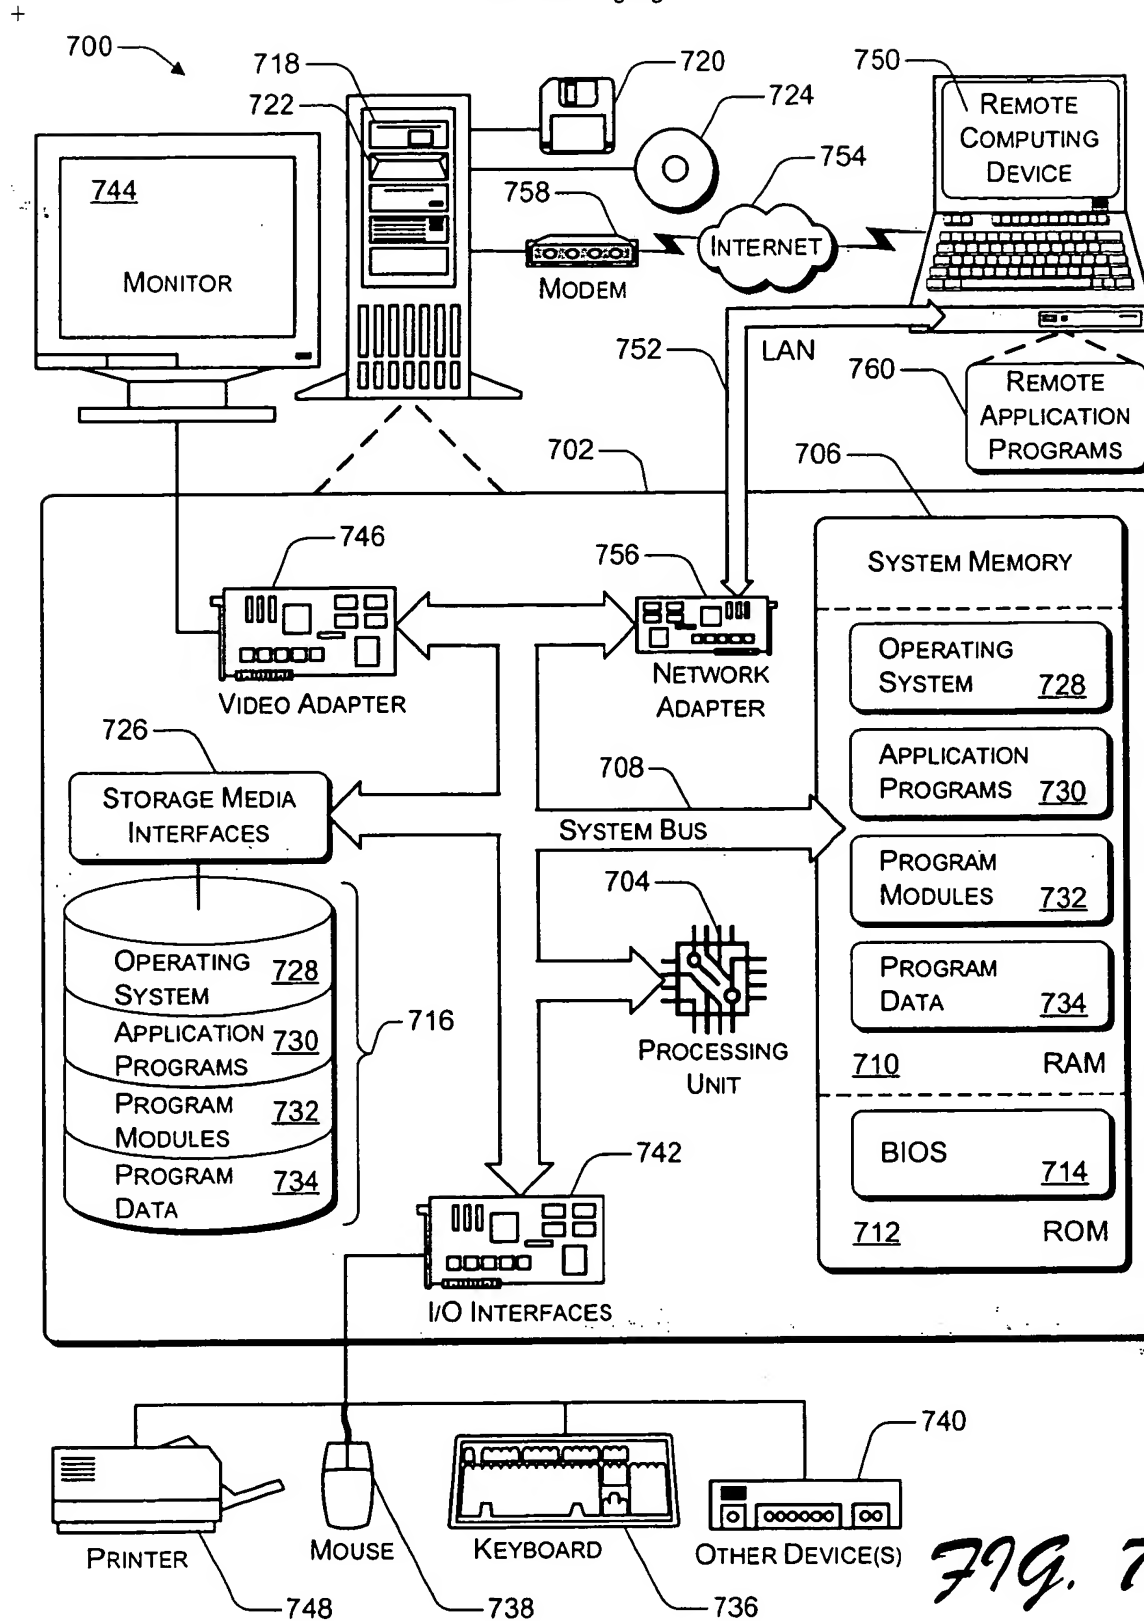 +
700
718
722
720
724
750
REMOTE
COMPUTING
DEVICE
744
MONITOR
758
MODEM
754
INTERNET
752
LAN
760
REMOTE
APPLICATION
PROGRAMS
702
706
746
VIDEO ADAPTER
756
NETWORK
ADAPTER
SYSTEM MEMORY
OPERATING
SYSTEM 728
APPLICATION
PROGRAMS 730
PROGRAM
MODULES 732
PROGRAM
DATA 734
710 RAM
BIOS 714
712 ROM
726
STORAGE MEDIA
INTERFACES
708
SYSTEM BUS
704
PROCESSING
UNIT
OPERATING
SYSTEM 728
APPLICATION
PROGRAMS 730
PROGRAM
MODULES 732
PROGRAM
DATA 734
716
742
I/O INTERFACES
PRINTER
748
MOUSE
738
KEYBOARD
736
740
OTHER DEVICE(S)
FIG. 7